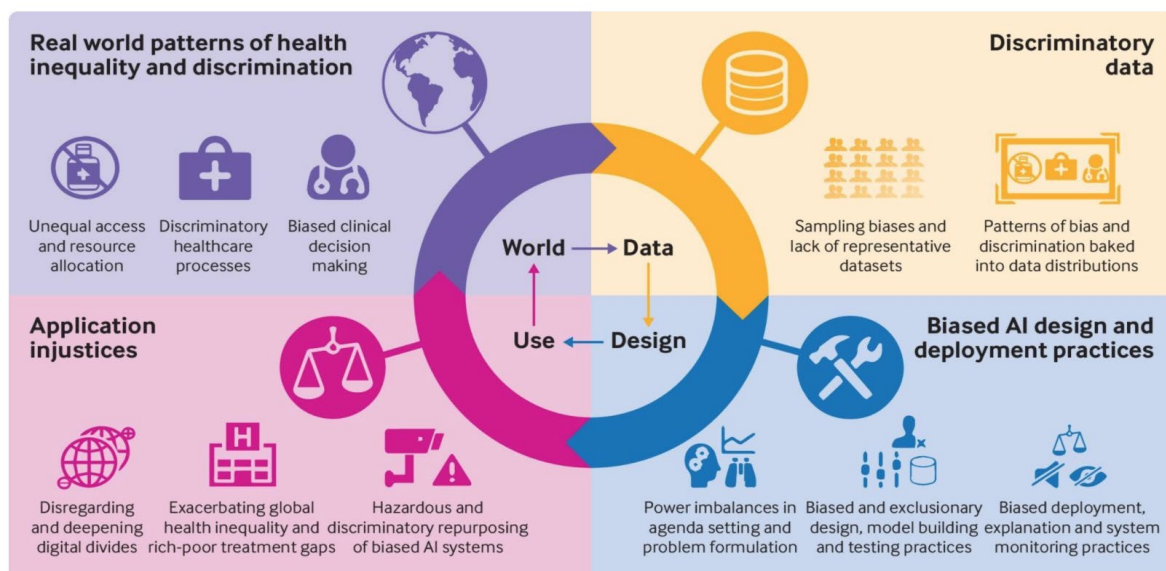 Real world patterns of health
inequality and discrimination
Unequal access
and resource
allocation
Discriminatory
healthcare
processes
Biased clinical
decision
making
Discriminatory
data
Sampling biases and
lack of representative
datasets
Patterns of bias and
discrimination baked
into data distributions
World
Data
Use
Design
Application
injustices
H
Disregarding
and deepening
digital divides
Exacerbating global
health inequality and
rich-poor treatment gaps
Hazardous and
discriminatory repurposing
of biased AI systems
Biased AI design and
deployment practices
Power imbalances in
agenda setting and
problem formulation
Biased and exclusionary
design, model building
and testing practices
Biased deployment,
explanation and system
monitoring practices